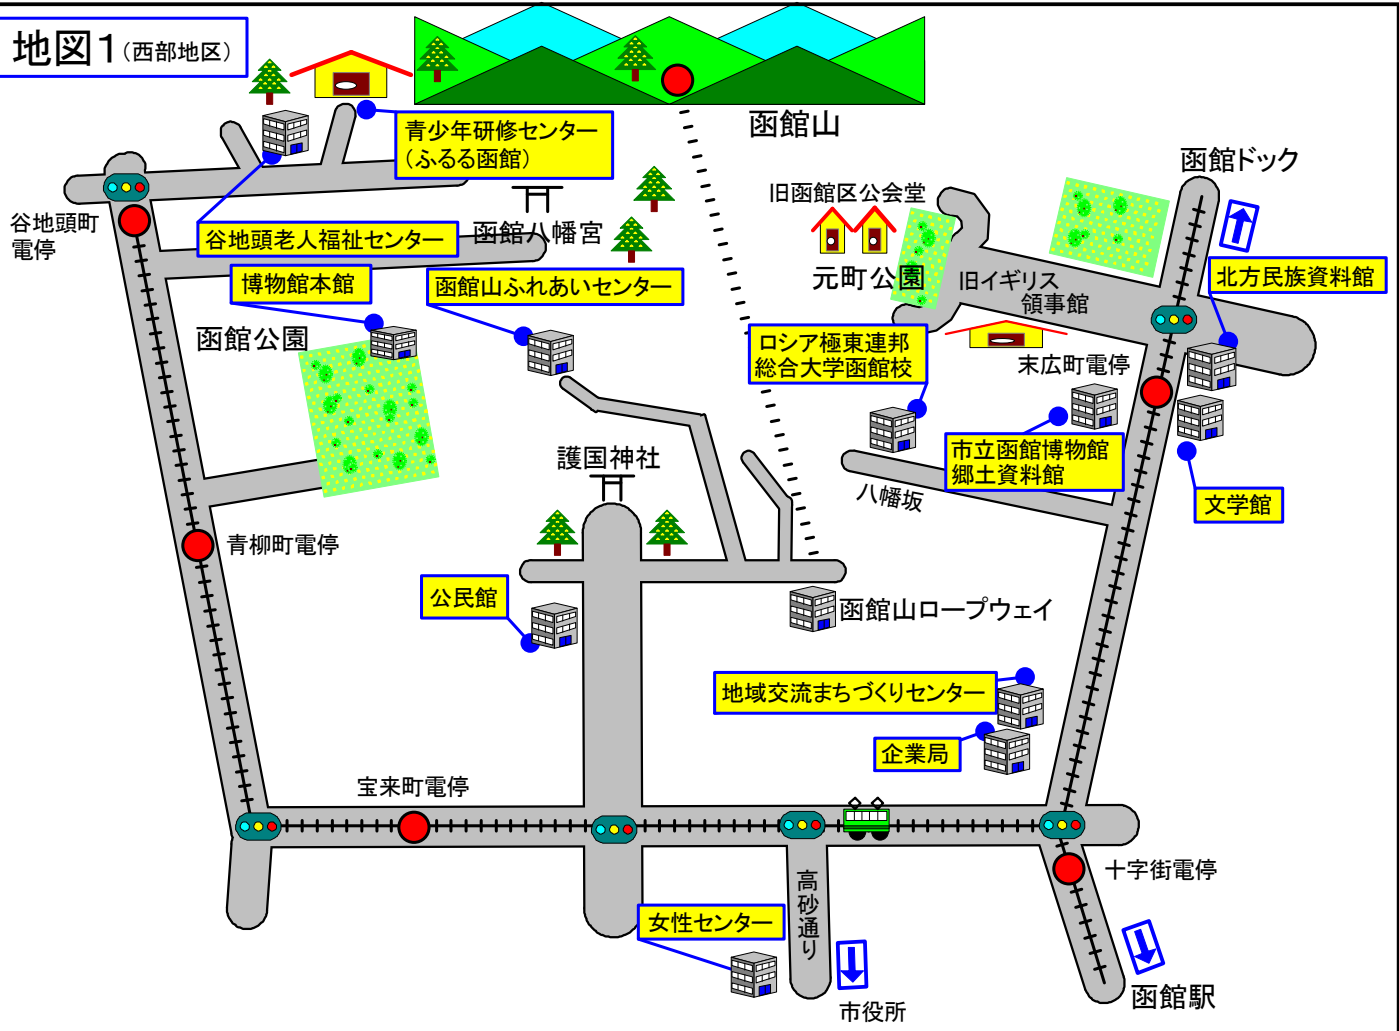 地図1(西部地区)
青少年研修センター
(ふるる函館)
函館山
函館ドック
旧函館区公会堂
谷地頭町
電停
谷地頭老人福祉センター
函館八幡宮
元町公園
旧イギリス
領事館
北方民族資料館
博物館本館
函館山ふれあいセンター
函館公園
ロシア極東連邦
総合大学函館校
末広町電停
市立函館博物館
郷土資料館
護国神社
八幡坂
文学館
青柳町電停
公民館
函館山ロープウェイ
地域交流まちづくりセンター
企業局
宝来町電停
十字街電停
高砂通り
女性センター
市役所
函館駅